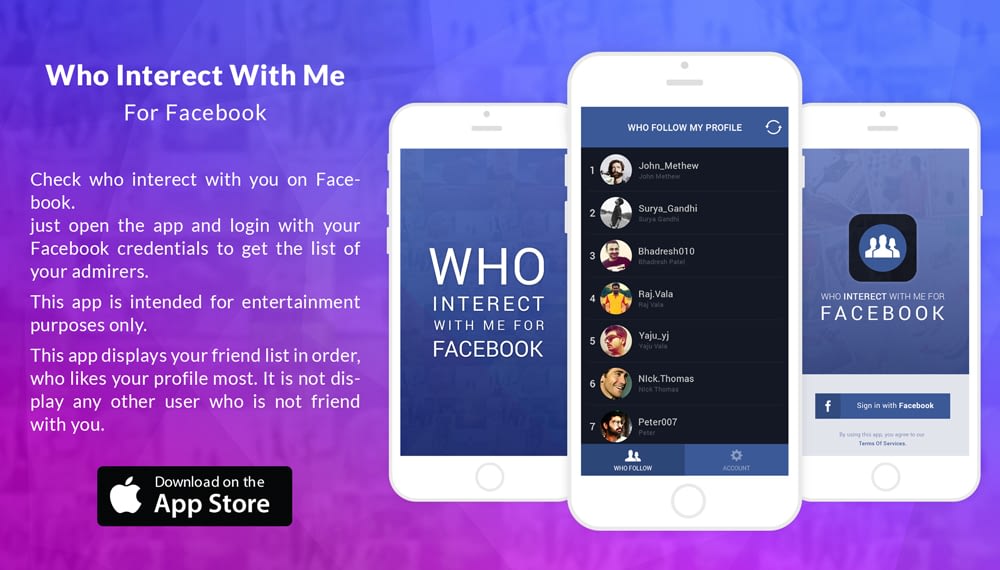 Who Interect With Me
For Facebook
Check who interect with you on Face-
book.
just open the app and login with your
Facebook credentials to get the list of
your admirers.
This app is intended for entertainment
purposes only.
This app displays your friend list in order,
who likes your profile most. It is not dis-
play any other user who is not friend
with you.
Download on the
App Store
WHO
INTERECT
WITH ME FOR
FACEBOOK
WHO FOLLOW MY PROFILE
1 John_Methew
John Methew
2 Surya_Gandhi
Surya Gandhi
3 Bhadresh010
Bhadresh Patel
4 Raj.Vala
Raj Vala
5 Yaju_yj
Yaju Vala
6 NIck.Thomas
Nick Thomas
7 Peter007
Peter
WHO FOLLOW
ACCOUNT
WHO INTERECT WITH ME FOR
FACEBOOK
f Sign in with Facebook
By using this app, you agree to our
Terms Of Services.